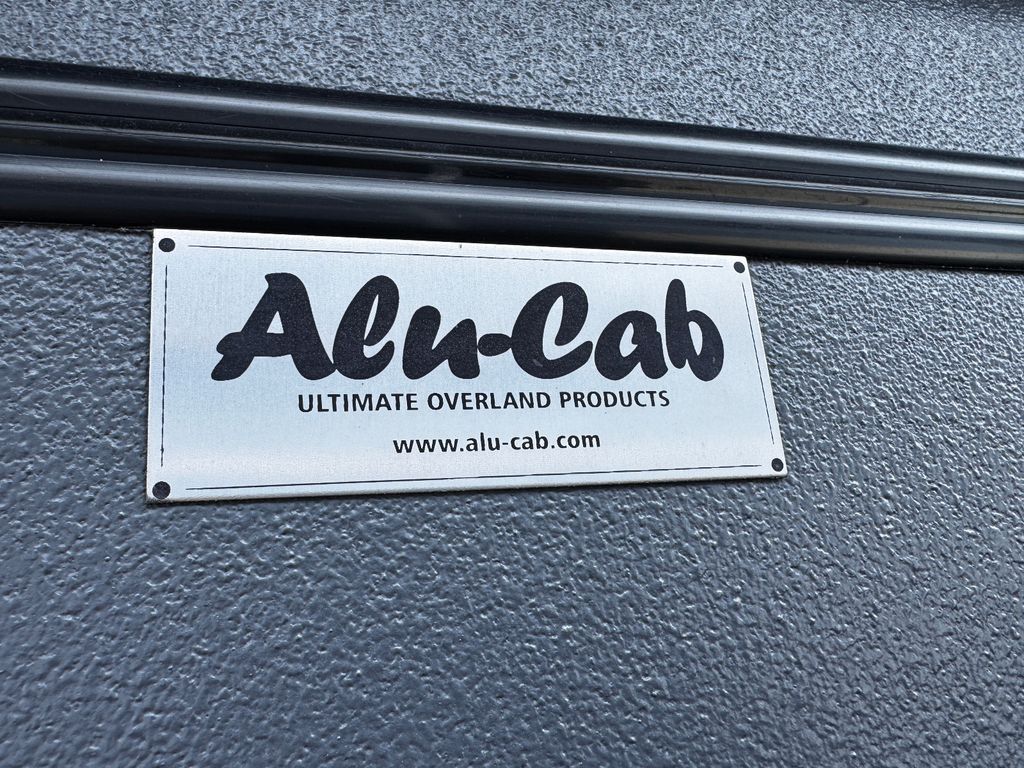 Alu-Cab
ULTIMATE OVERLAND PRODUCTS
www.alu-cab.com